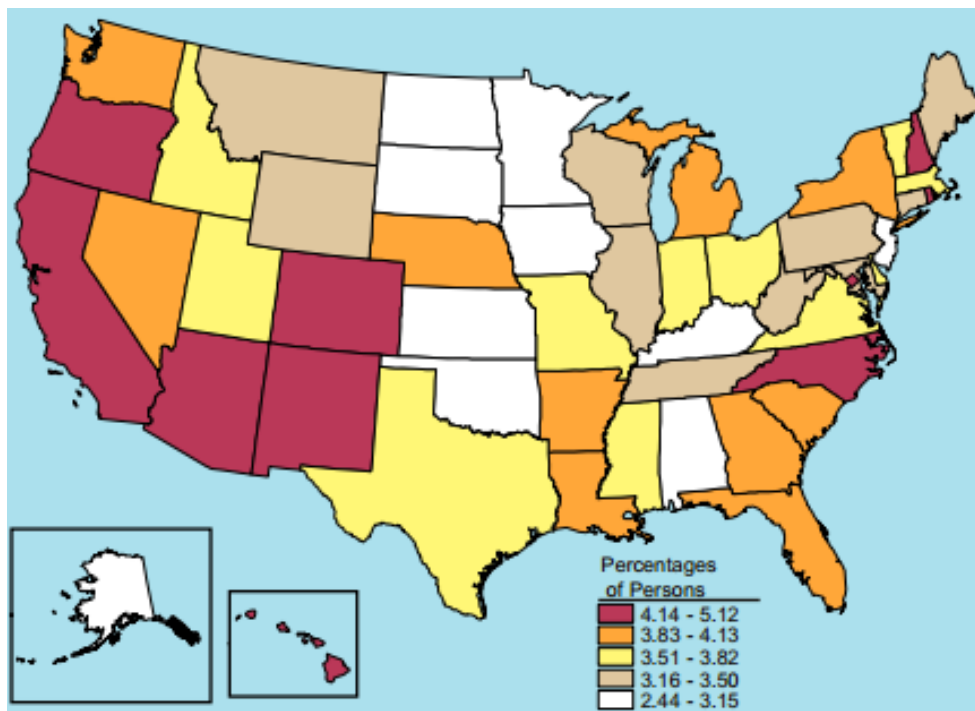 Percentages
of Persons
4.14 - 5.12
3.83 - 4.13
3.51 - 3.82
3.16 - 3.50
2.44 - 3.15